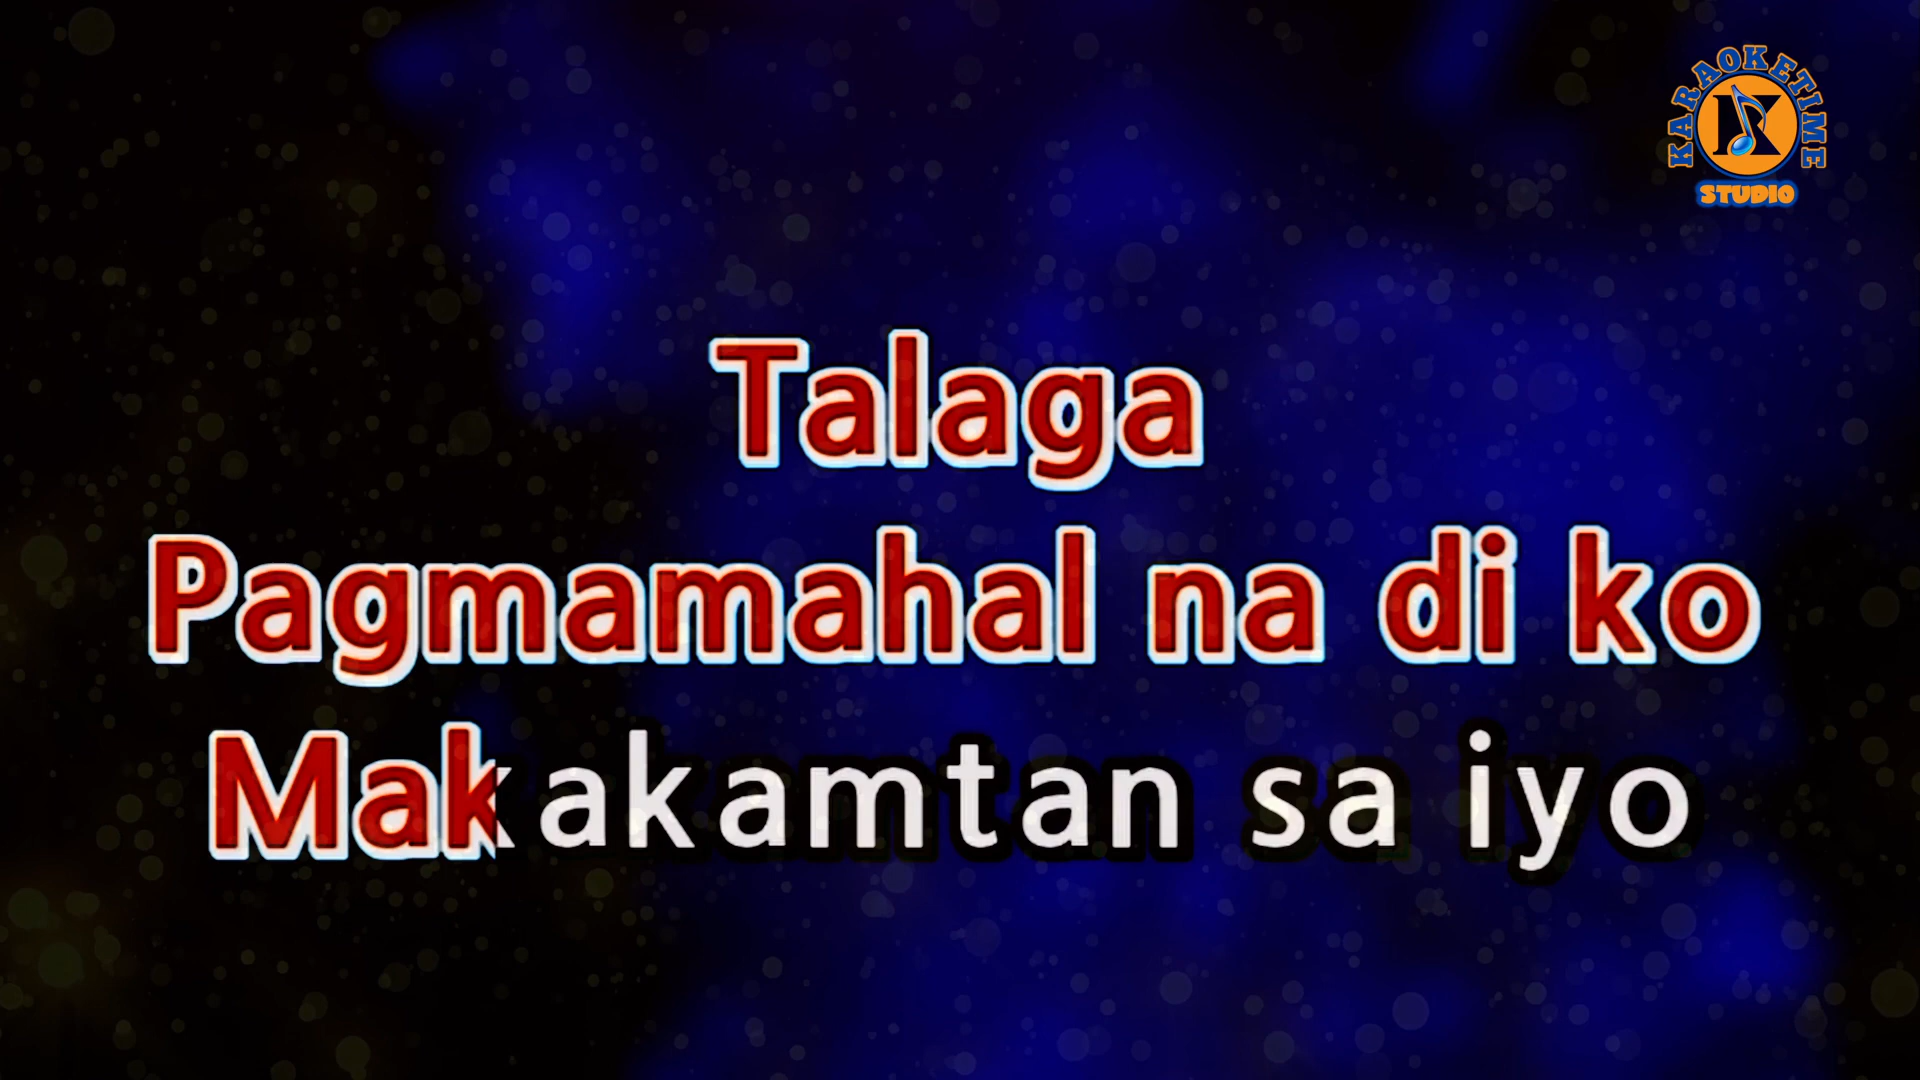 KARAOKETIME
K
STUDIO
Talaga
Pagmamahal na di ko
Makakamtan sa iyo